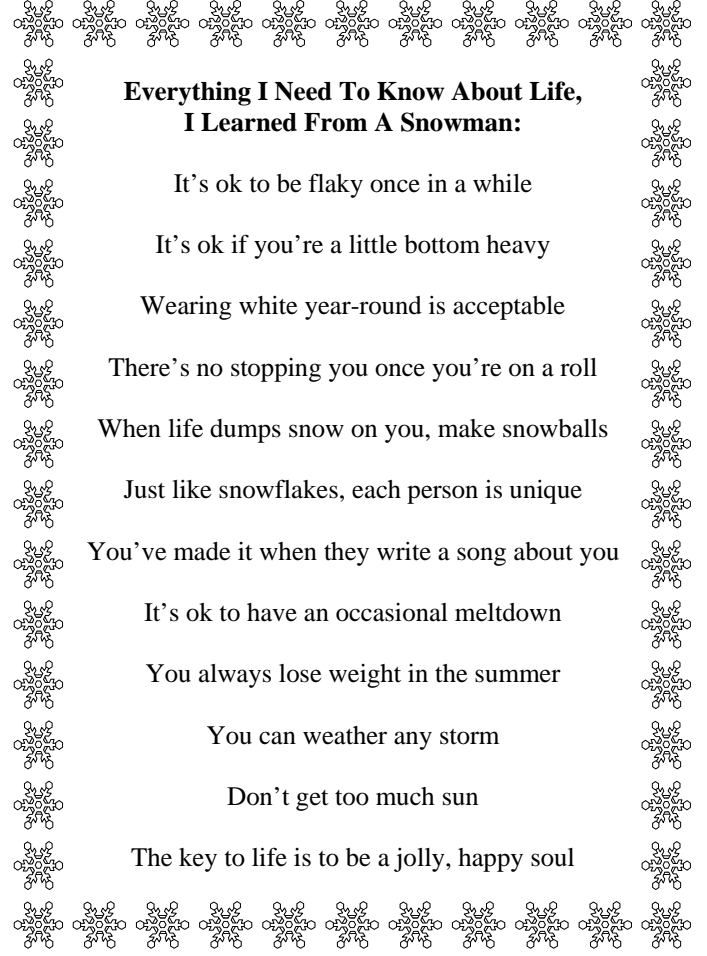 Everything I Need To Know About Life,
I Learned From A Snowman:
It’s ok to be flaky once in a while
It’s ok if you’re a little bottom heavy
Wearing white year-round is acceptable
There’s no stopping you once you’re on a roll
When life dumps snow on you, make snowballs
Just like snowflakes, each person is unique
You’ve made it when they write a song about you
It’s ok to have an occasional meltdown
You always lose weight in the summer
You can weather any storm
Don’t get too much sun
The key to life is to be a jolly, happy soul